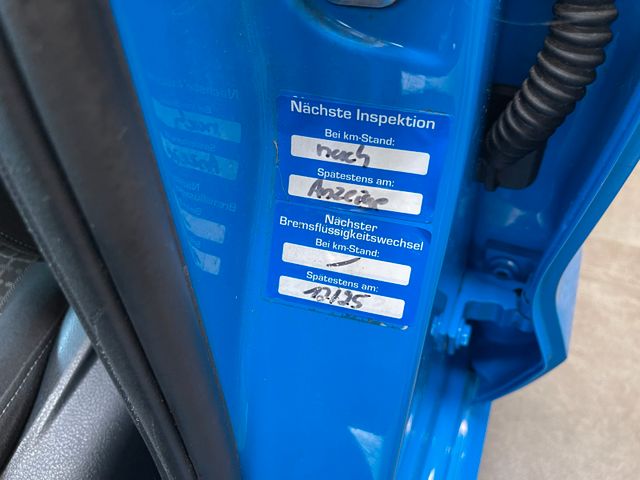 Nächste Inspektion
Bei km-Stand:
nach
Spätestens am:
Anzeige
Nächster
Bremsflüssigkeitswechsel
Bei km-Stand:
/
Spätestens am:
12/25